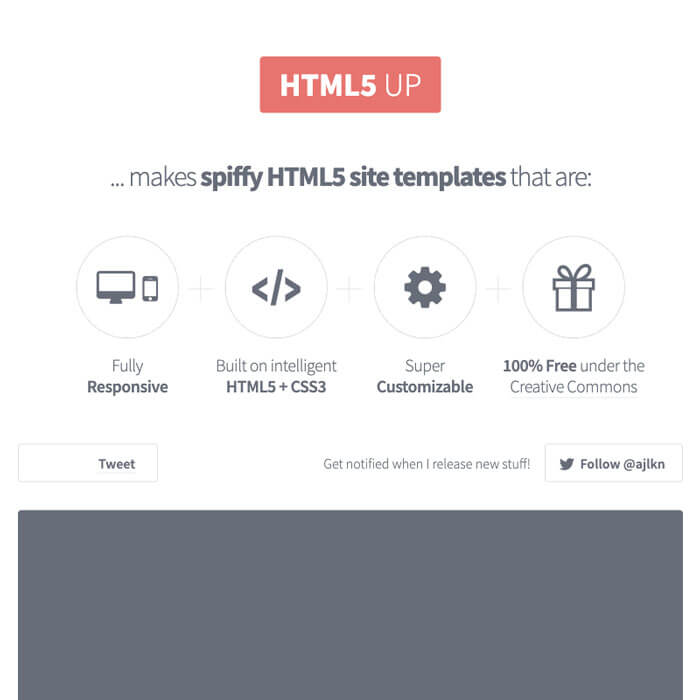 HTML5 UP
... makes spiffy HTML5 site templates that are:
Fully
Responsive
Built on intelligent
HTML5 + CSS3
Super
Customizable
100% Free under the
Creative Commons
Tweet
Get notified when I release new stuff!
Follow @ajlkn